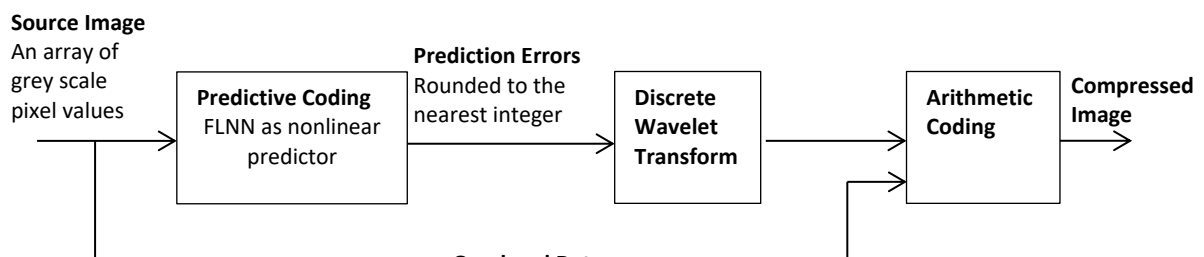 Source Image
An array of
grey scale
pixel values
Predictive Coding
FLNN as nonlinear
predictor
Prediction Errors
Rounded to the
nearest integer
Discrete
Wavelet
Transform
Arithmetic
Coding
Compressed
Image